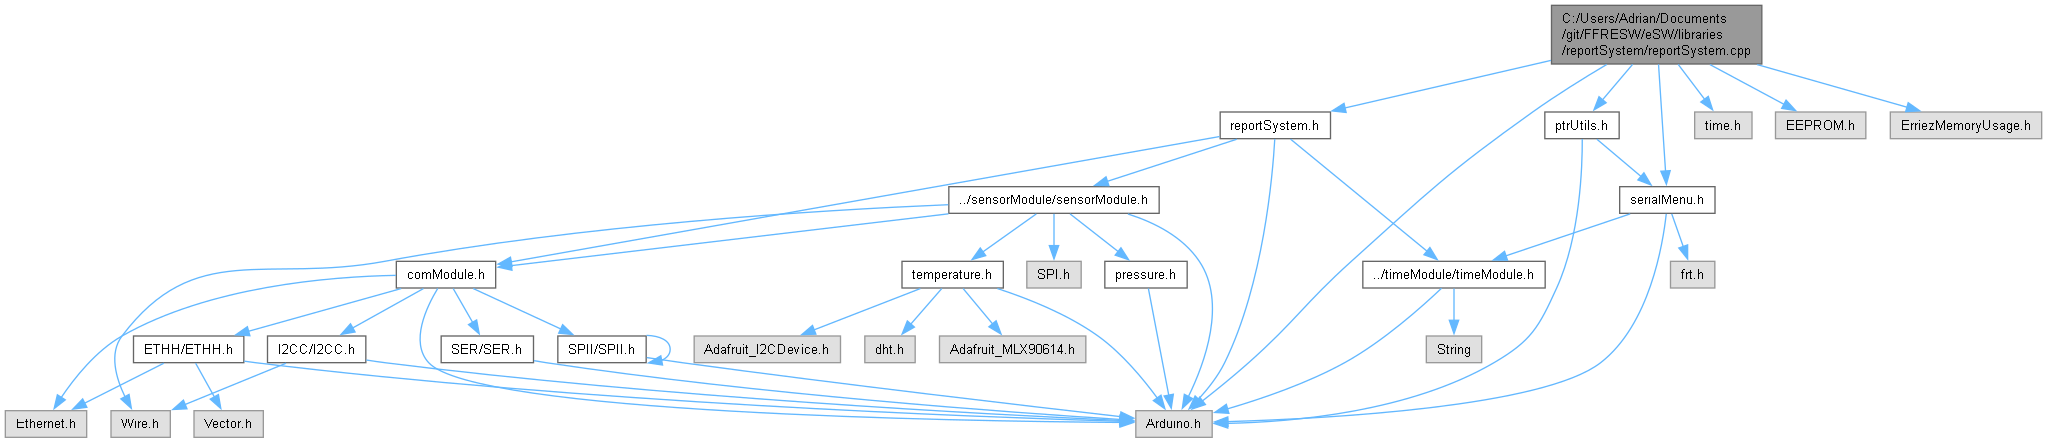 C:/Users/Adrian/Documents
/git/FFRESW/eSW/libraries
/reportSystem/reportSystem.cpp
reportSystem.h
ptrUtils.h
time.h
EEPROM.h
ErriezMemoryUsage.h
../sensorModule/sensorModule.h
serialMenu.h
comModule.h
temperature.h
SPI.h
pressure.h
../timeModule/timeModule.h
frt.h
ETHH/ETHH.h
I2CC/I2CC.h
SER/SER.h
SPII/SPII.h
Adafruit_I2CDevice.h
dht.h
Adafruit_MLX90614.h
String
Ethernet.h
Wire.h
Vector.h
Arduino.h